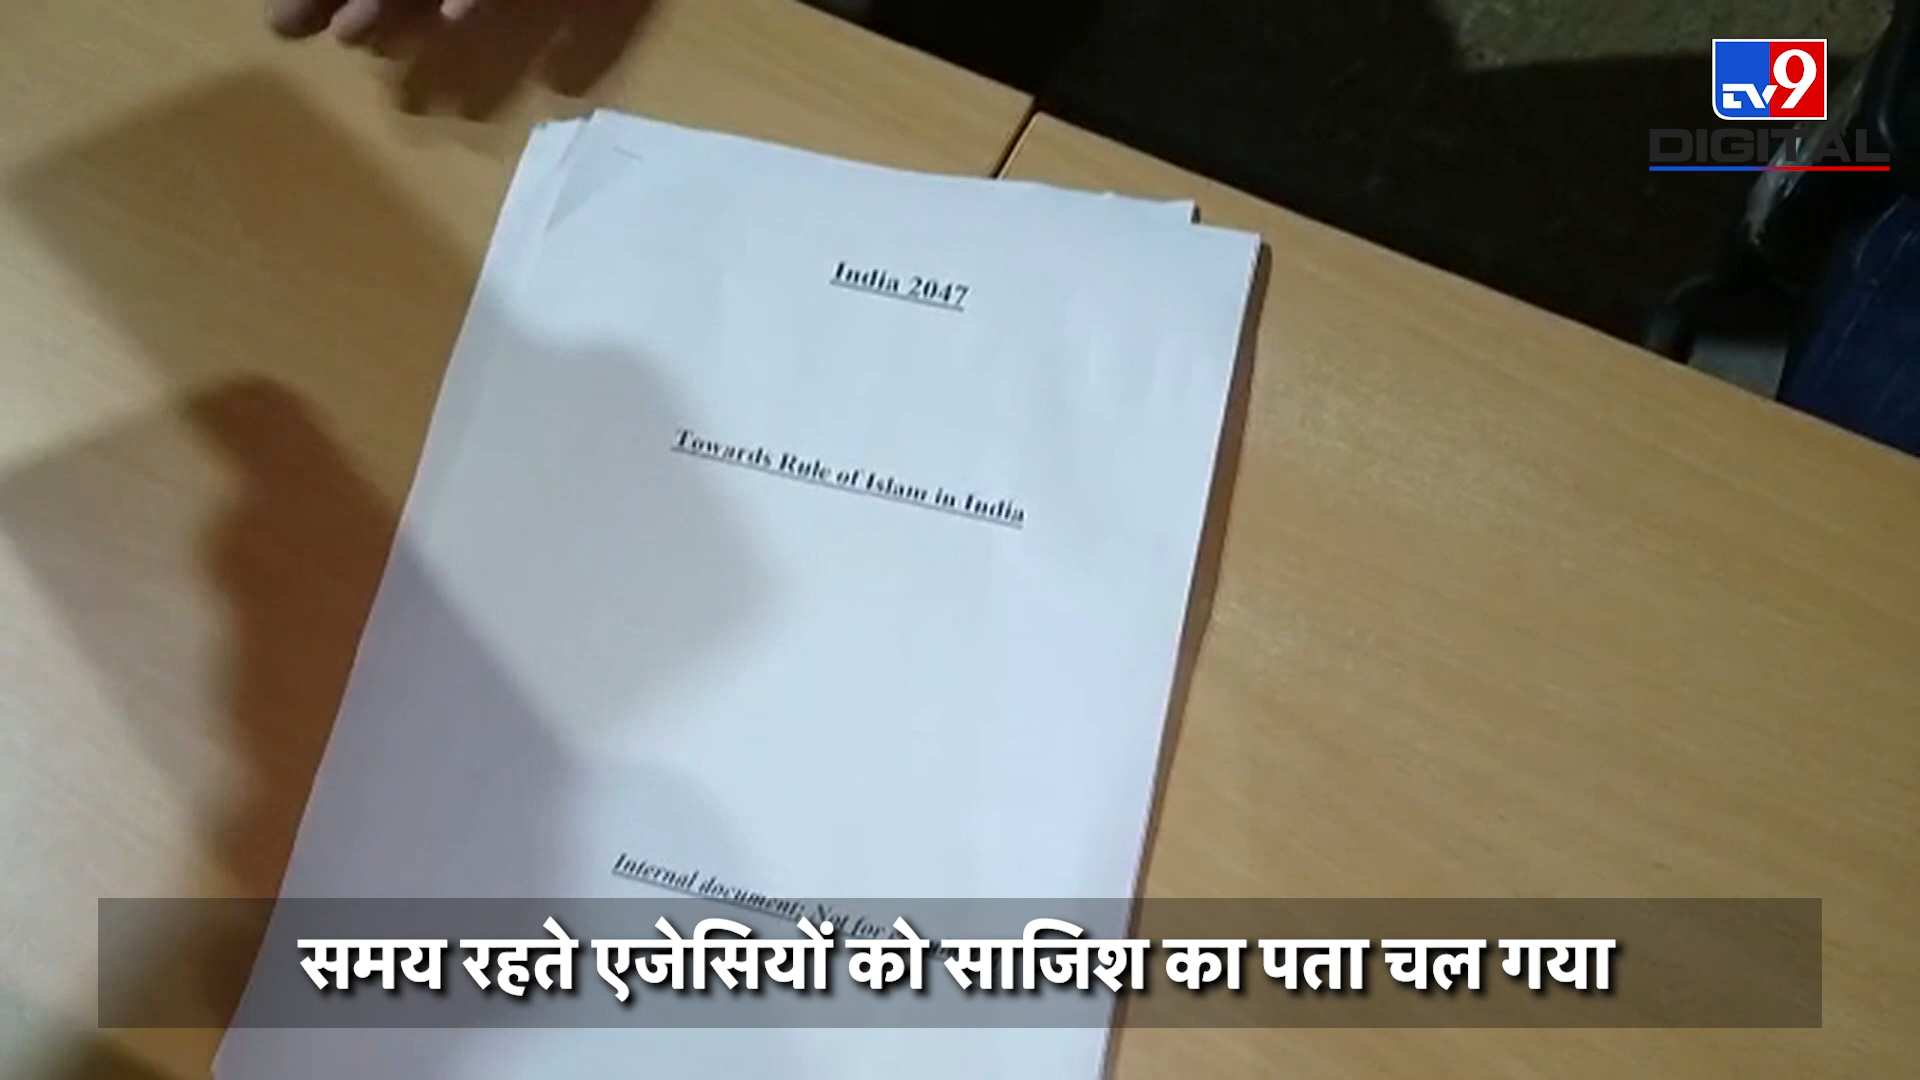 TV9
DIGITAL
India 2047
Towards Rule of Islam in India
Internal document; Not for
समय रहते एजेसियों को साजिश का पता चल गया